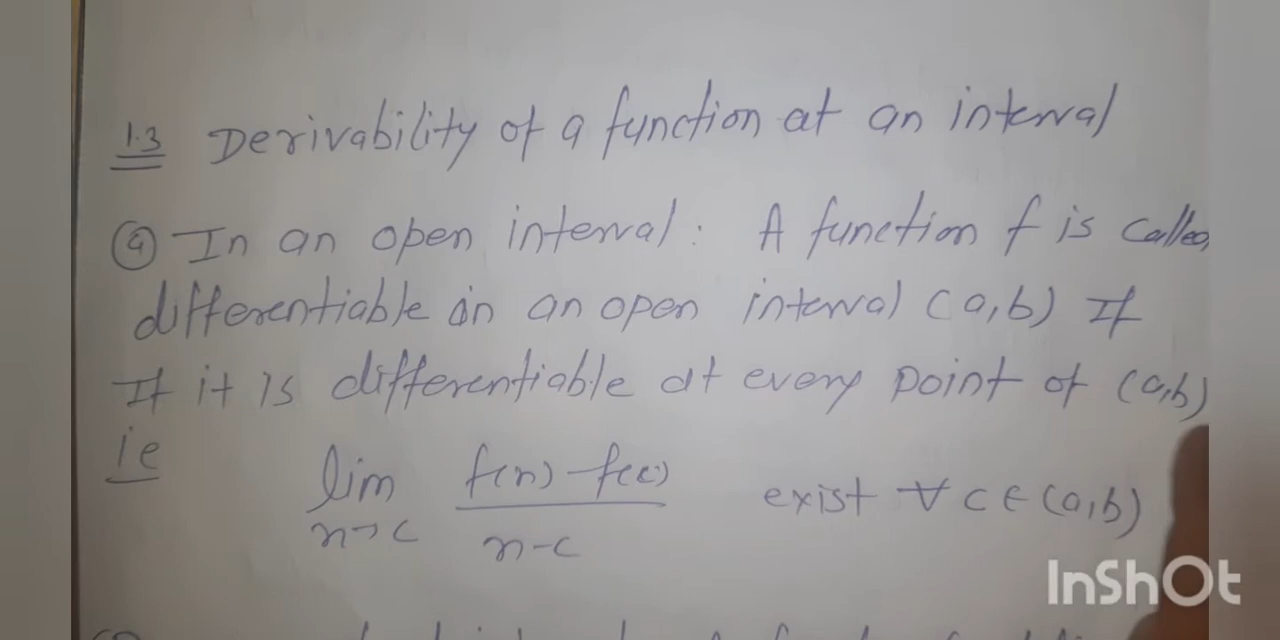 1.3 Derivability of a function at an interval
(a) In an open interval: A function f is called
differentiable in an open interval (a,b) If
If it is differentiable at every point of (a,b)
ie
lim f(x) - f(c) exist ∀ c ∈ (a,b)
x→c x-c
InShOt